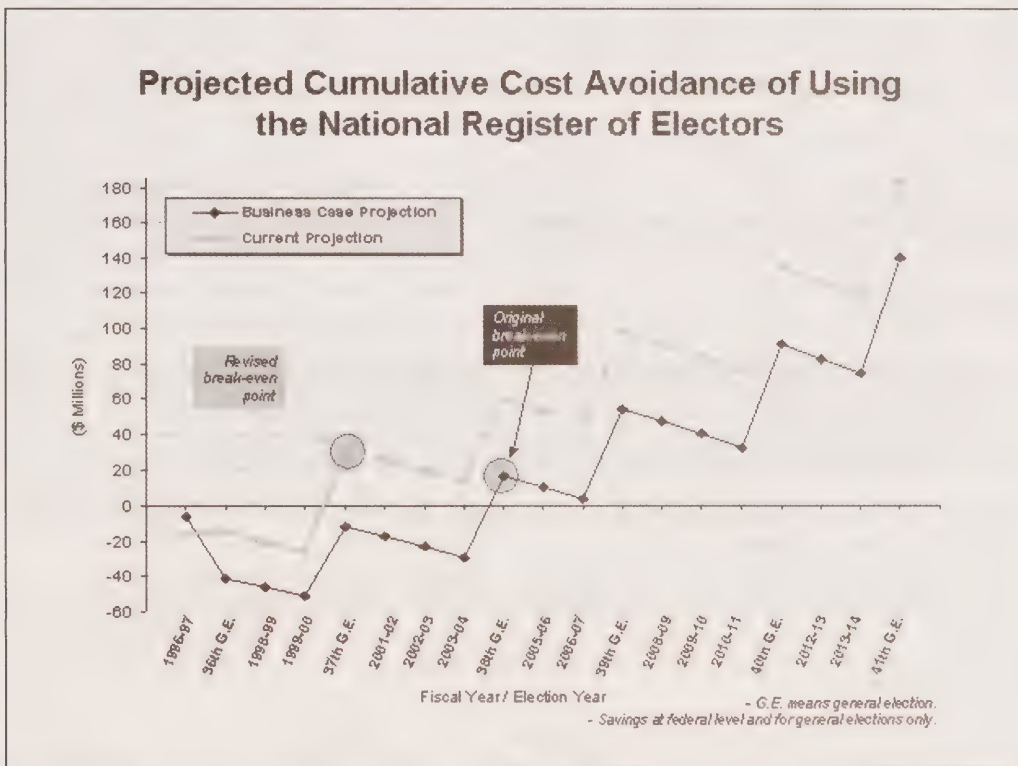 Projected Cumulative Cost Avoidance of Using
the National Register of Electors
180
160
140
120
100
80
60
40
20
0
-20
-40
-60
($ Millions)
Business Case Projection
Current Projection
Revised
break-even
point
Original
break-even
point
1996-97
36th G.E.
1998-99
1999-00
37th G.E.
2001-02
2002-03
2003-04
38th G.E.
2005-06
2006-07
39th G.E.
2008-09
2009-10
2010-11
40th G.E.
2012-13
2013-14
41th G.E.
Fiscal Year/ Election Year
- G.E. means general election.
- Savings at federal level and for general elections only.